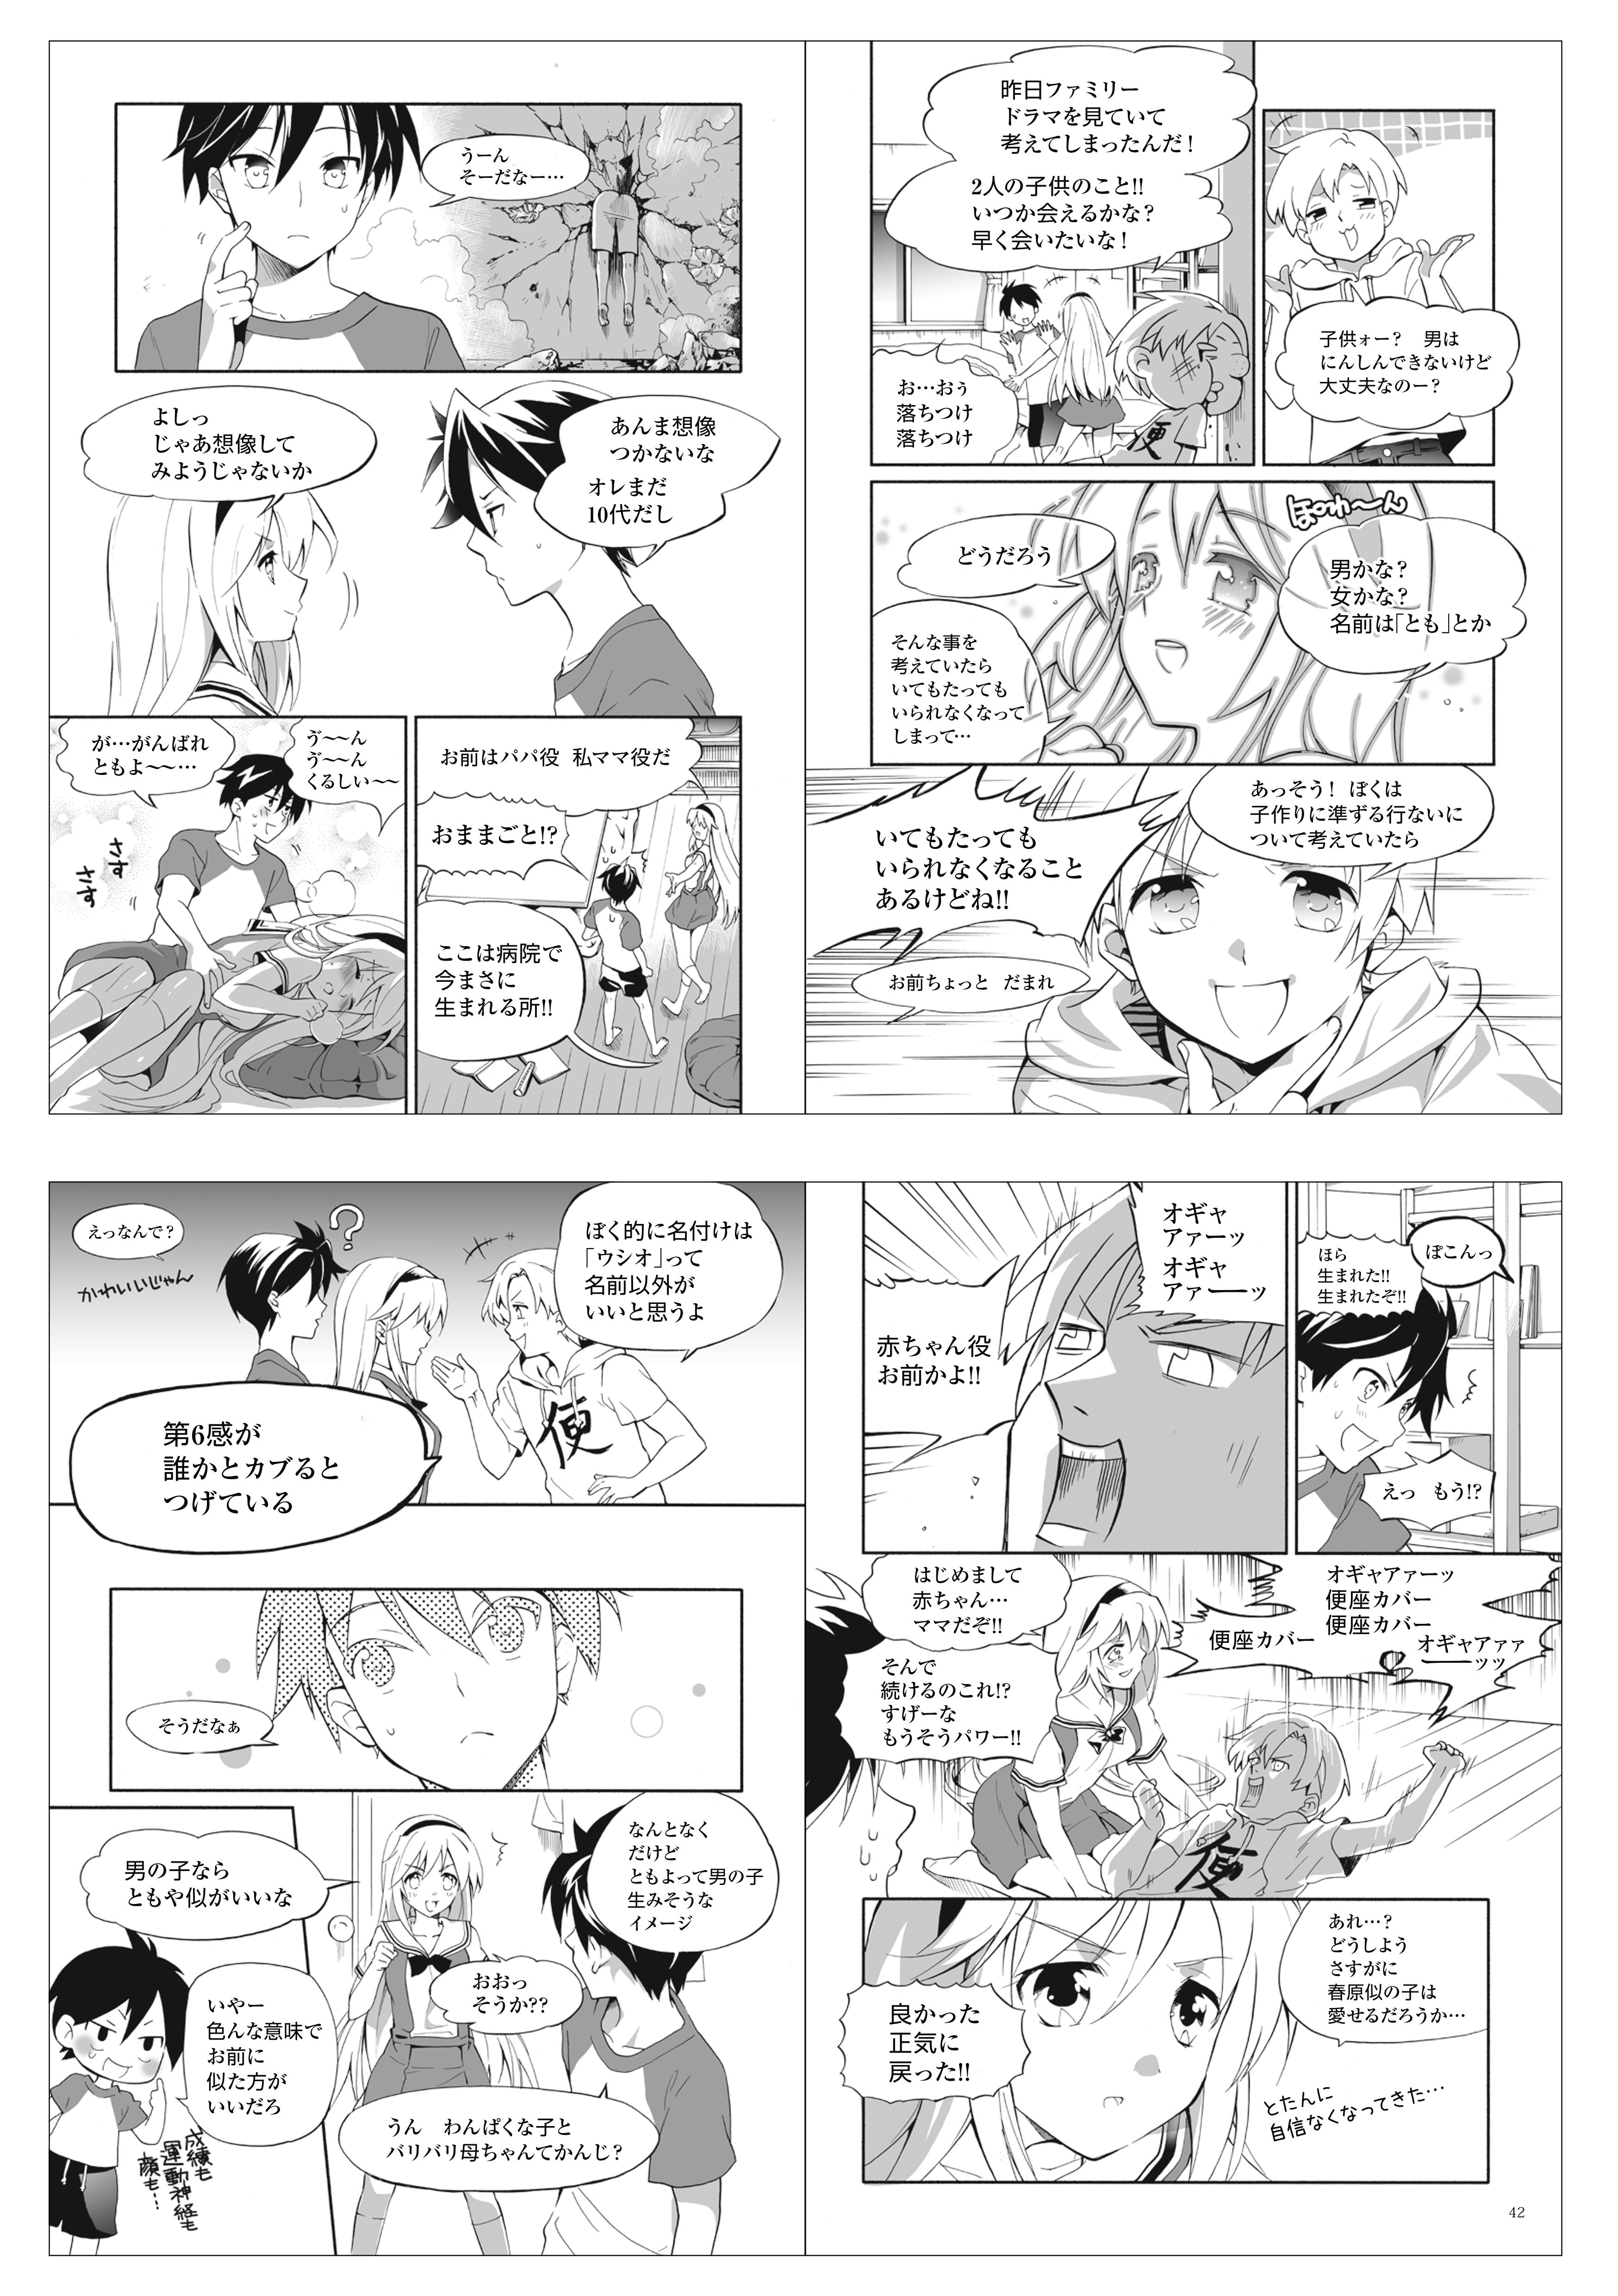 昨日ファミリー
ドラマを見ていて
考えてしまったんだ!
2人の子供のこと!!
いつか会えるかな?
早く会いたいな!
お…おぅ
落ちつけ
落ちつけ
便
子供ォー? 男は
にんしんできないけど
大丈夫なのー?
ほわ〜ん
男かな?
女かな?
名前は「とも」とか
どうだろう
そんな事を
考えていたら
いてもたっても
いられなくなって
しまって…
あっそう! ぼくは
子作りに準ずる行ないに
ついて考えていたら
いてもたっても
いられなくなること
あるけどね!!
お前ちょっと だまれ
うーん
そーだなー…
あんま想像
つかないな
オレまだ
10代だし
よしっ
じゃあ想像して
みようじゃないか
お前はパパ役 私ママ役だ
おままごと!?
ここは病院で
今まさに
生まれる所!!
ゔ〜〜ん
ゔ〜〜ん
くるしい〜〜
が…がんばれ
ともよ〜〜…
さす
さす
ぽこんっ
ほら
生まれた!!
生まれたぞ!!
えっ もう!?
オギャ
アァーッ
オギャ
アァーッ
赤ちゃん役
お前かよ!!
オギャアァーッ
便座カバー
便座カバー
オギャアァァ
ーッッ
便座カバー
はじめまして
赤ちゃん…
ママだぞ!!
そんで
続けるのこれ!?
すげーな
もうそうパワー!!
便
あれ…?
どうしよう
さすがに
春原似の子は
愛せるだろうか…
良かった
正気に
戻った!!
とたんに
自信なくなってきた…
42
ぼく的に名付けは
「ウシオ」って
名前以外が
いいと思うよ
?
えっなんで?
かわいいじゃん
便
第6感が
誰かとカブると
つげている
そうだなぁ
なんとなく
だけど
ともよって男の子
生みそうな
イメージ
おおっ
そうか??
うん わんぱくな子と
バリバリ母ちゃんてかんじ?
男の子なら
ともや似がいいな
いやー
色んな意味で
お前に
似た方が
いいだろ
成績も
運動神経も
顔も…